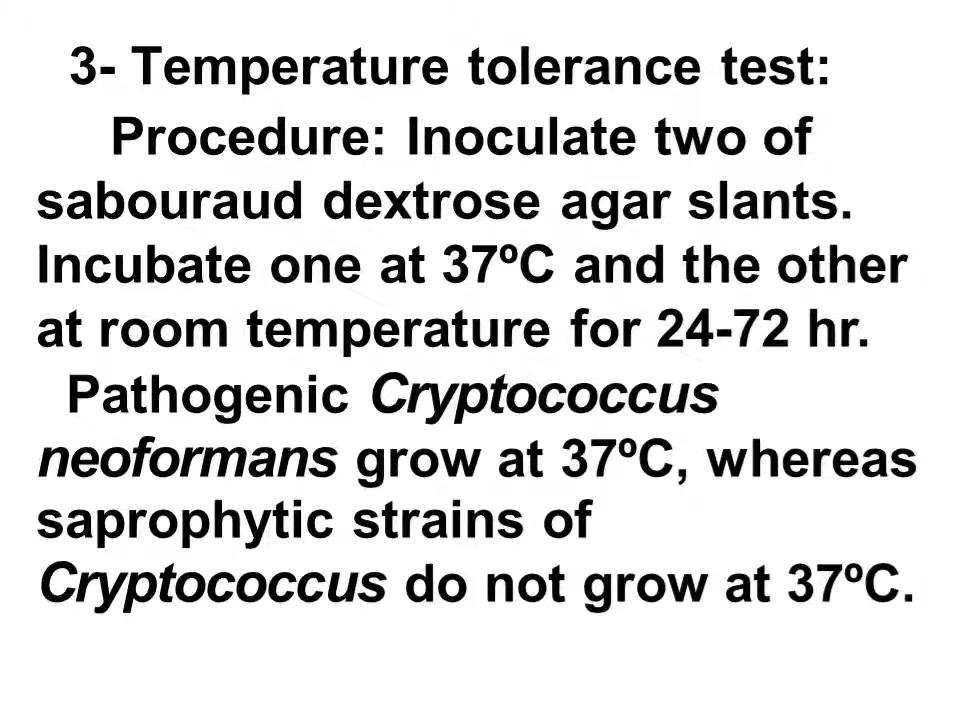 3- Temperature tolerance test:
Procedure: Inoculate two of
sabouraud dextrose agar slants.
Incubate one at 37ºC and the other
at room temperature for 24-72 hr.
Pathogenic Cryptococcus
neoformans grow at 37ºC, whereas
saprophytic strains of
Cryptococcus do not grow at 37ºC.